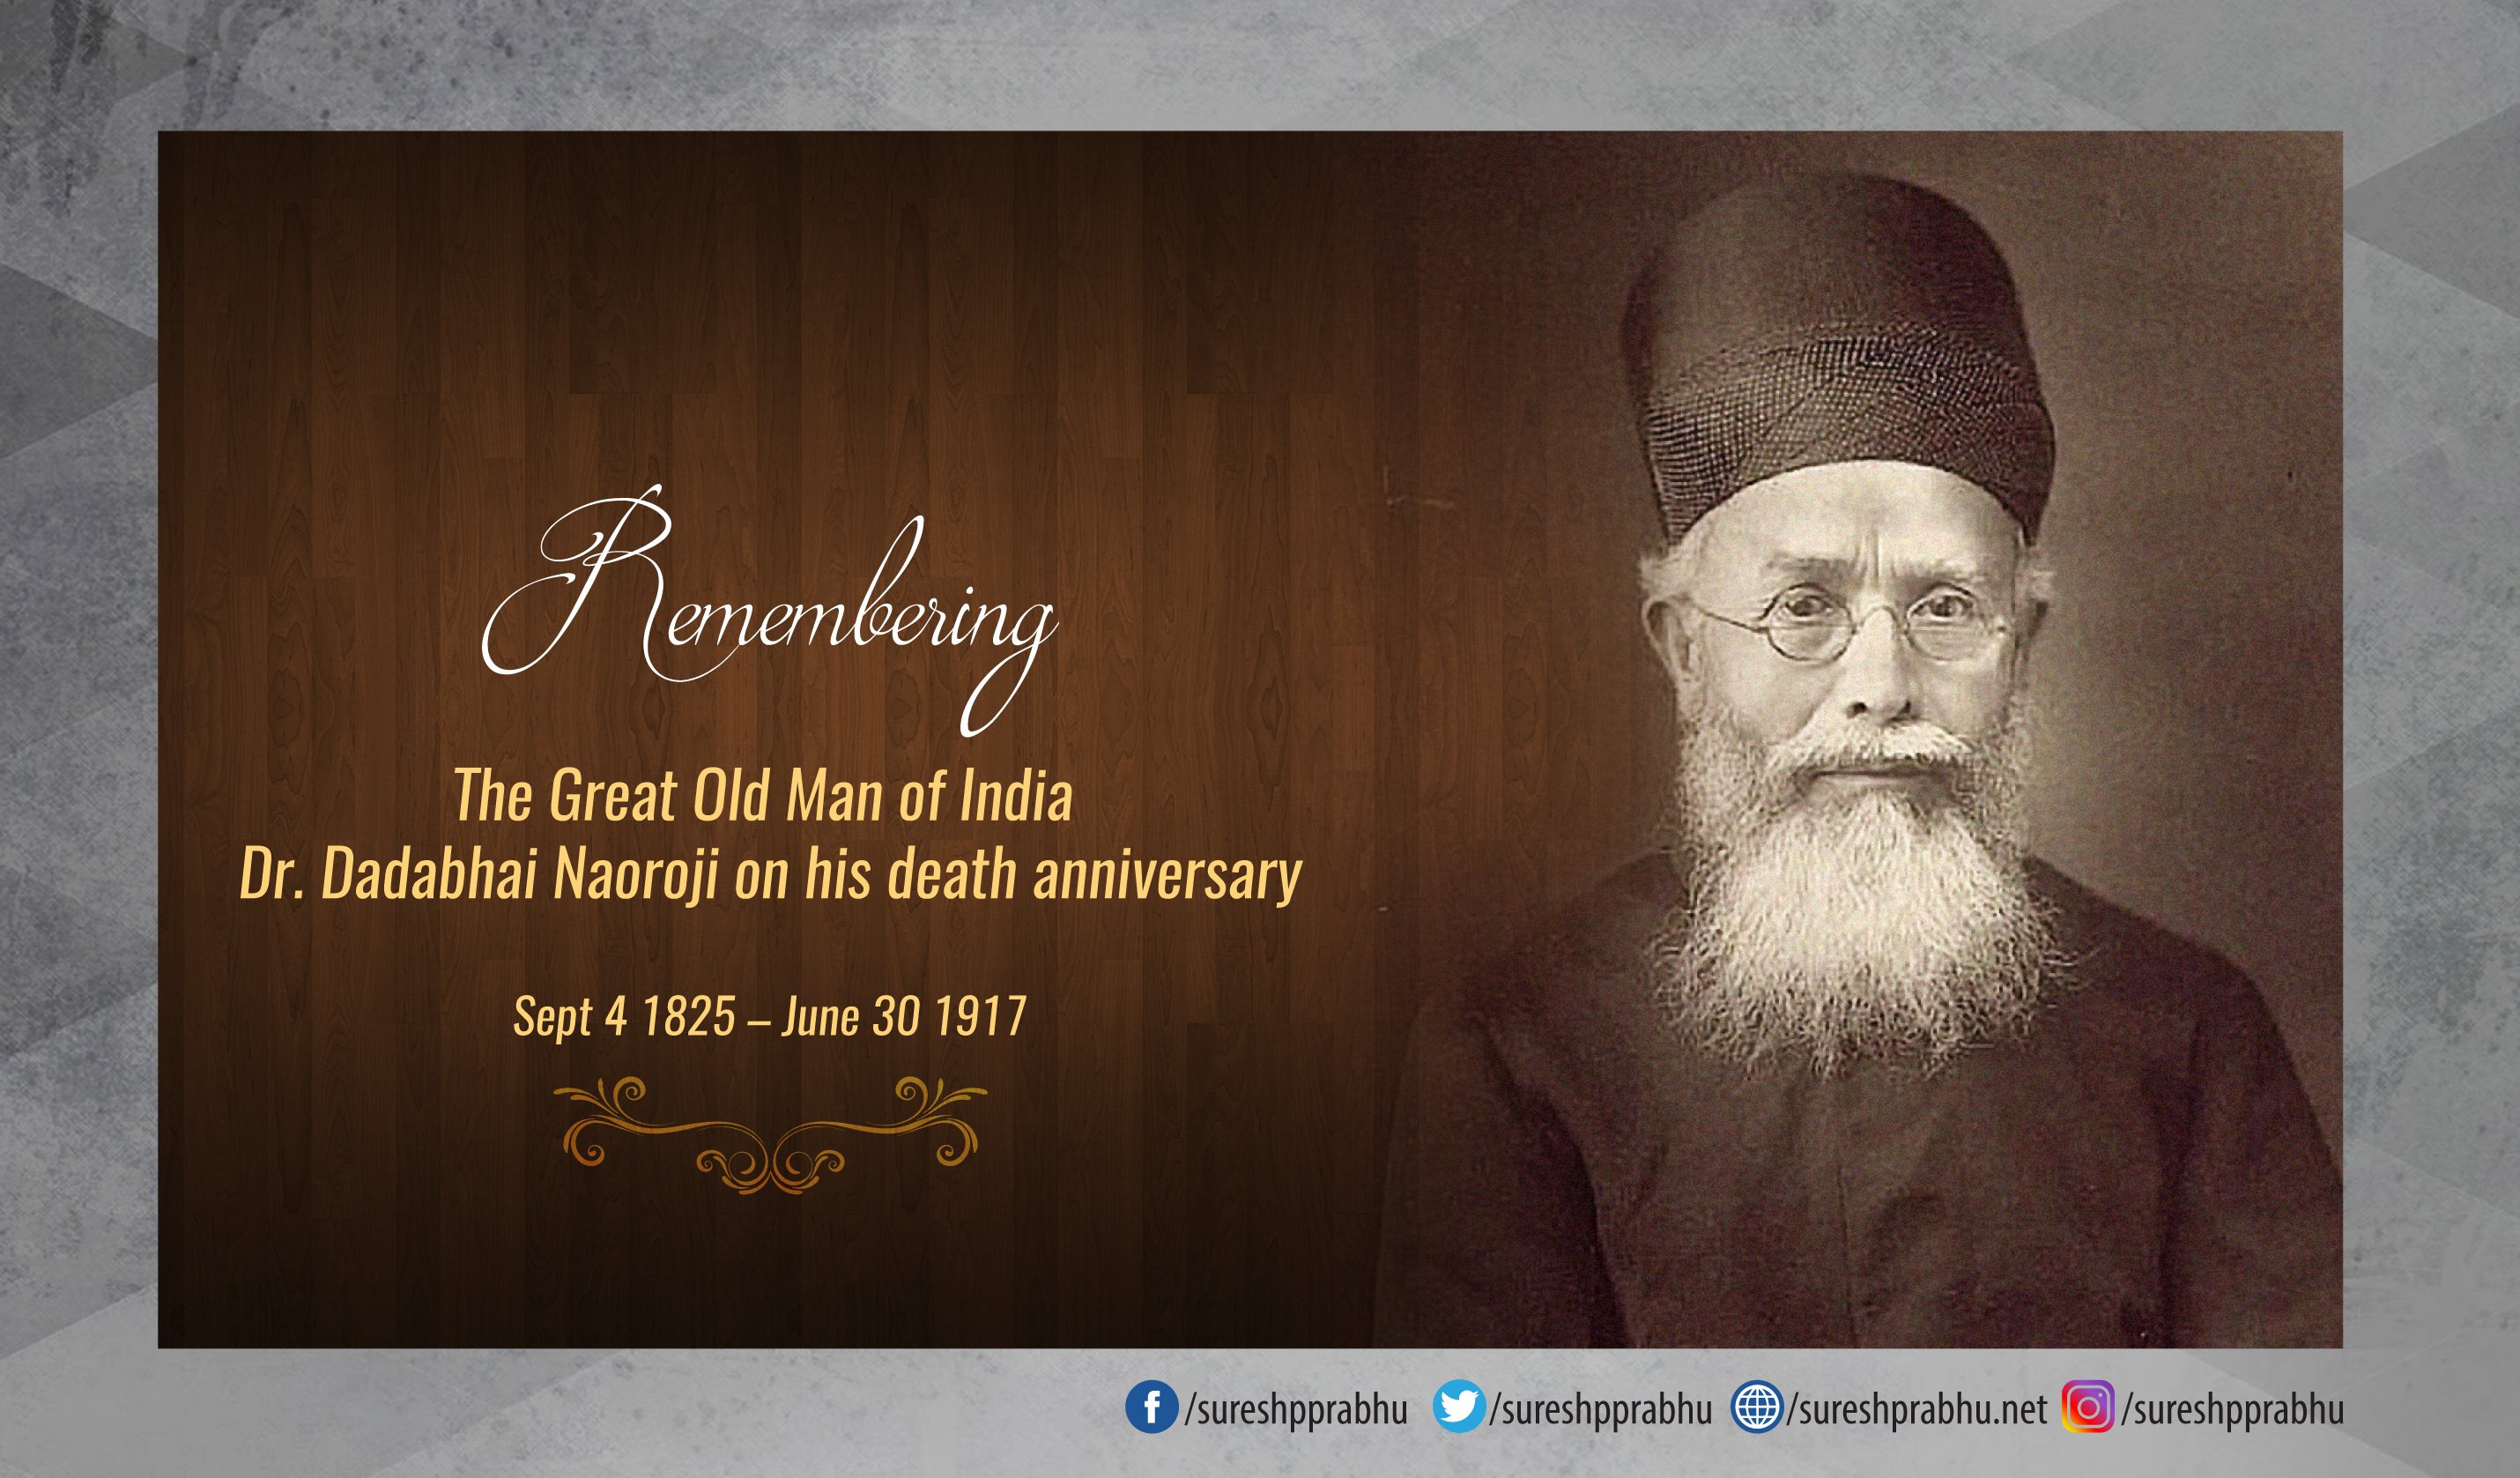 Remembering
The Great Old Man of India
Dr. Dadabhai Naoroji on his death anniversary
Sept 4 1825 – June 30 1917
/sureshpprabhu /sureshpprabhu /sureshprabhu.net /sureshpprabhu